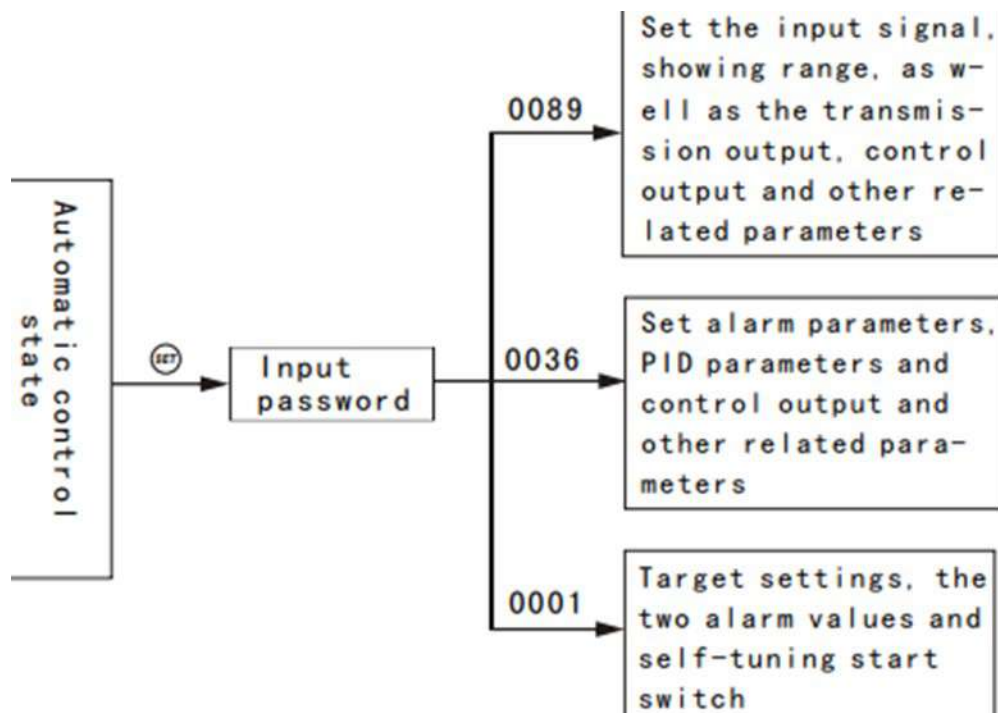 Automatic control
state
SET
Input
password
0089
Set the input signal,
showing range, as w-
ell as the transmis-
sion output, control
output and other re-
lated parameters
0036
Set alarm parameters,
PID parameters and
control output and
other related para-
meters
0001
Target settings, the
two alarm values and
self-tuning start
switch